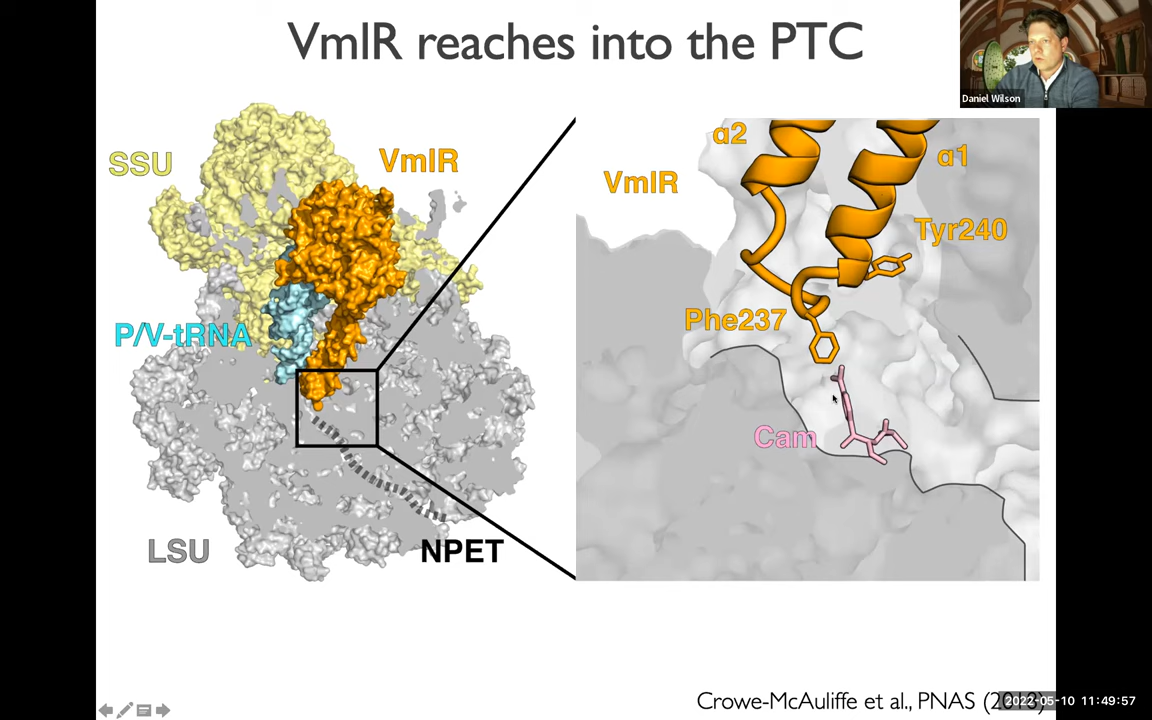 VmlR reaches into the PTC
Daniel Wilson
SSU
VmlR
P/V-tRNA
LSU
NPET
α2
α1
VmlR
Tyr240
Phe237
Cam
Crowe-McAuliffe et al., PNAS
2022-05-10 11:49:57